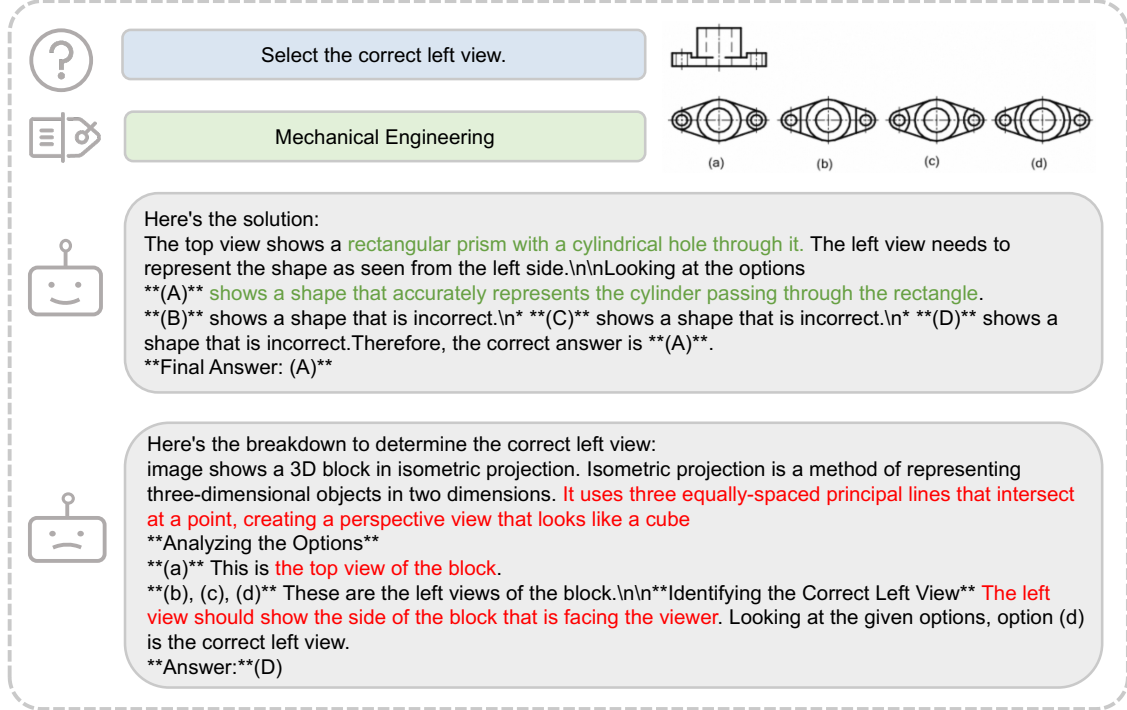 Select the correct left view.
Mechanical Engineering
(a)
(b)
(c)
(d)
Here's the solution:
The top view shows a rectangular prism with a cylindrical hole through it. The left view needs to
represent the shape as seen from the left side.\n\nLooking at the options
**(A)** shows a shape that accurately represents the cylinder passing through the rectangle.
**(B)** shows a shape that is incorrect.\n* **(C)** shows a shape that is incorrect.\n* **(D)** shows a
shape that is incorrect.Therefore, the correct answer is **(A)**.
**Final Answer: (A)**
Here's the breakdown to determine the correct left view:
image shows a 3D block in isometric projection. Isometric projection is a method of representing
three-dimensional objects in two dimensions. It uses three equally-spaced principal lines that intersect
at a point, creating a perspective view that looks like a cube
**Analyzing the Options**
**(a)** This is the top view of the block.
**(b), (c), (d)** These are the left views of the block.\n\n**Identifying the Correct Left View** The left
view should show the side of the block that is facing the viewer. Looking at the given options, option (d)
is the correct left view.
**Answer:**(D)